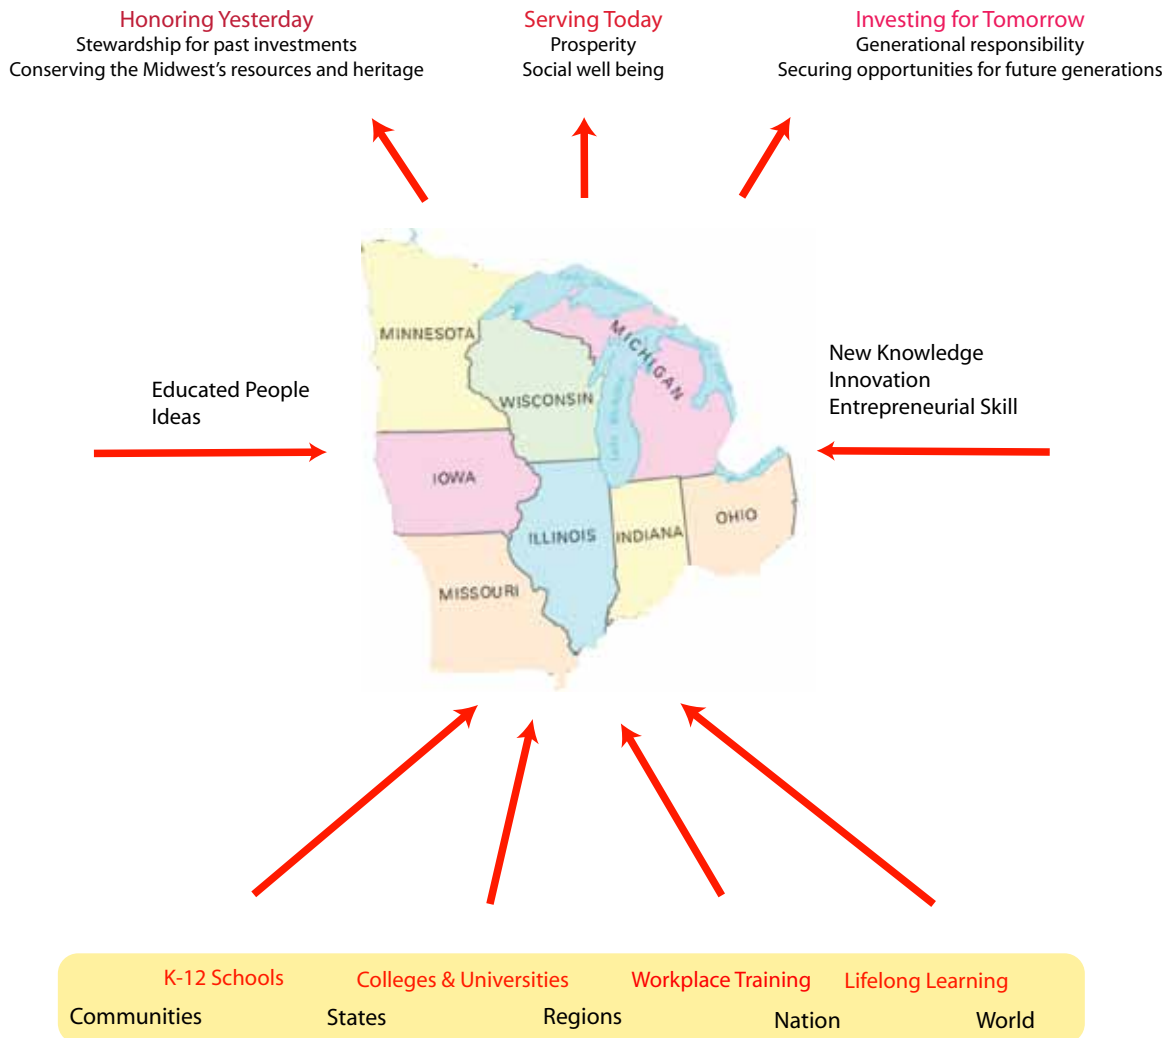 Honoring Yesterday
Stewardship for past investments
Conserving the Midwest's resources and heritage
Serving Today
Prosperity
Social well being
Investing for Tomorrow
Generational responsibility
Securing opportunities for future generations
Educated People
Ideas
MINNESOTA
WISCONSIN
MICHIGAN
IOWA
ILLINOIS
INDIANA
OHIO
MISSOURI
New Knowledge
Innovation
Entrepreneurial Skill
K-12 Schools Colleges & Universities Workplace Training Lifelong Learning
Communities States Regions Nation World